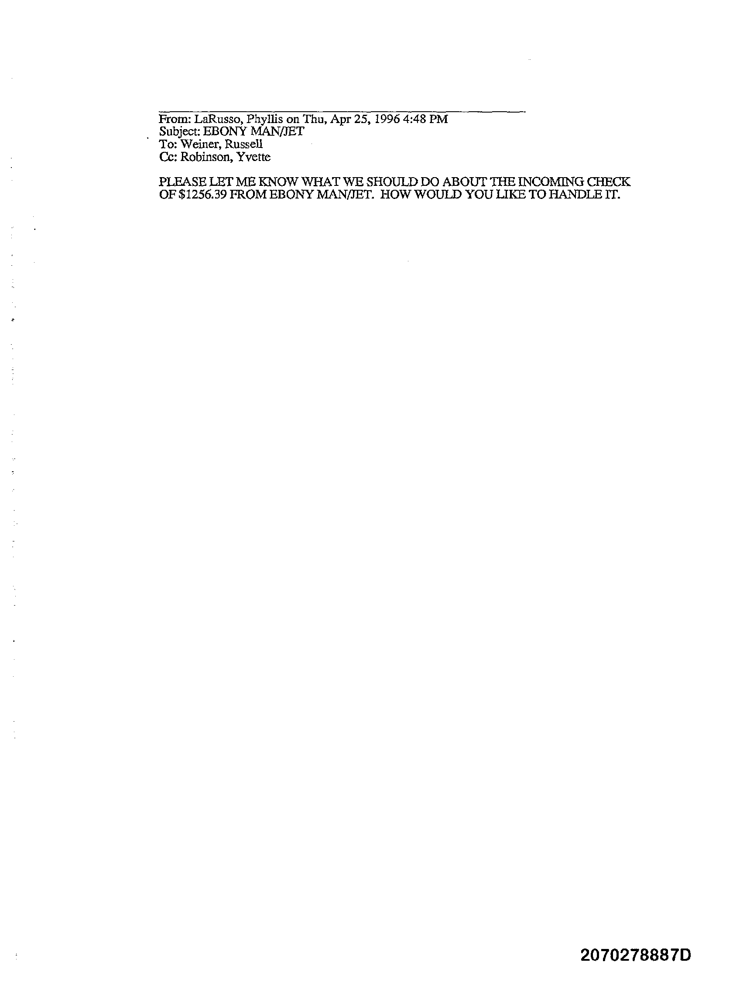 From: LaRusso, Phyllis on Thu, Apr 25, 1996 4:48 PM
Subject: EBONY MAN/JET
To: Weiner, Russell
Cc: Robinson, Yvette
PLEASE LET ME KNOW WHAT WE SHOULD DO ABOUT THE INCOMING CHECK
OF $1256.39 FROM EBONY MAN/JET. HOW WOULD YOU LIKE TO HANDLE IT.
2070278887D